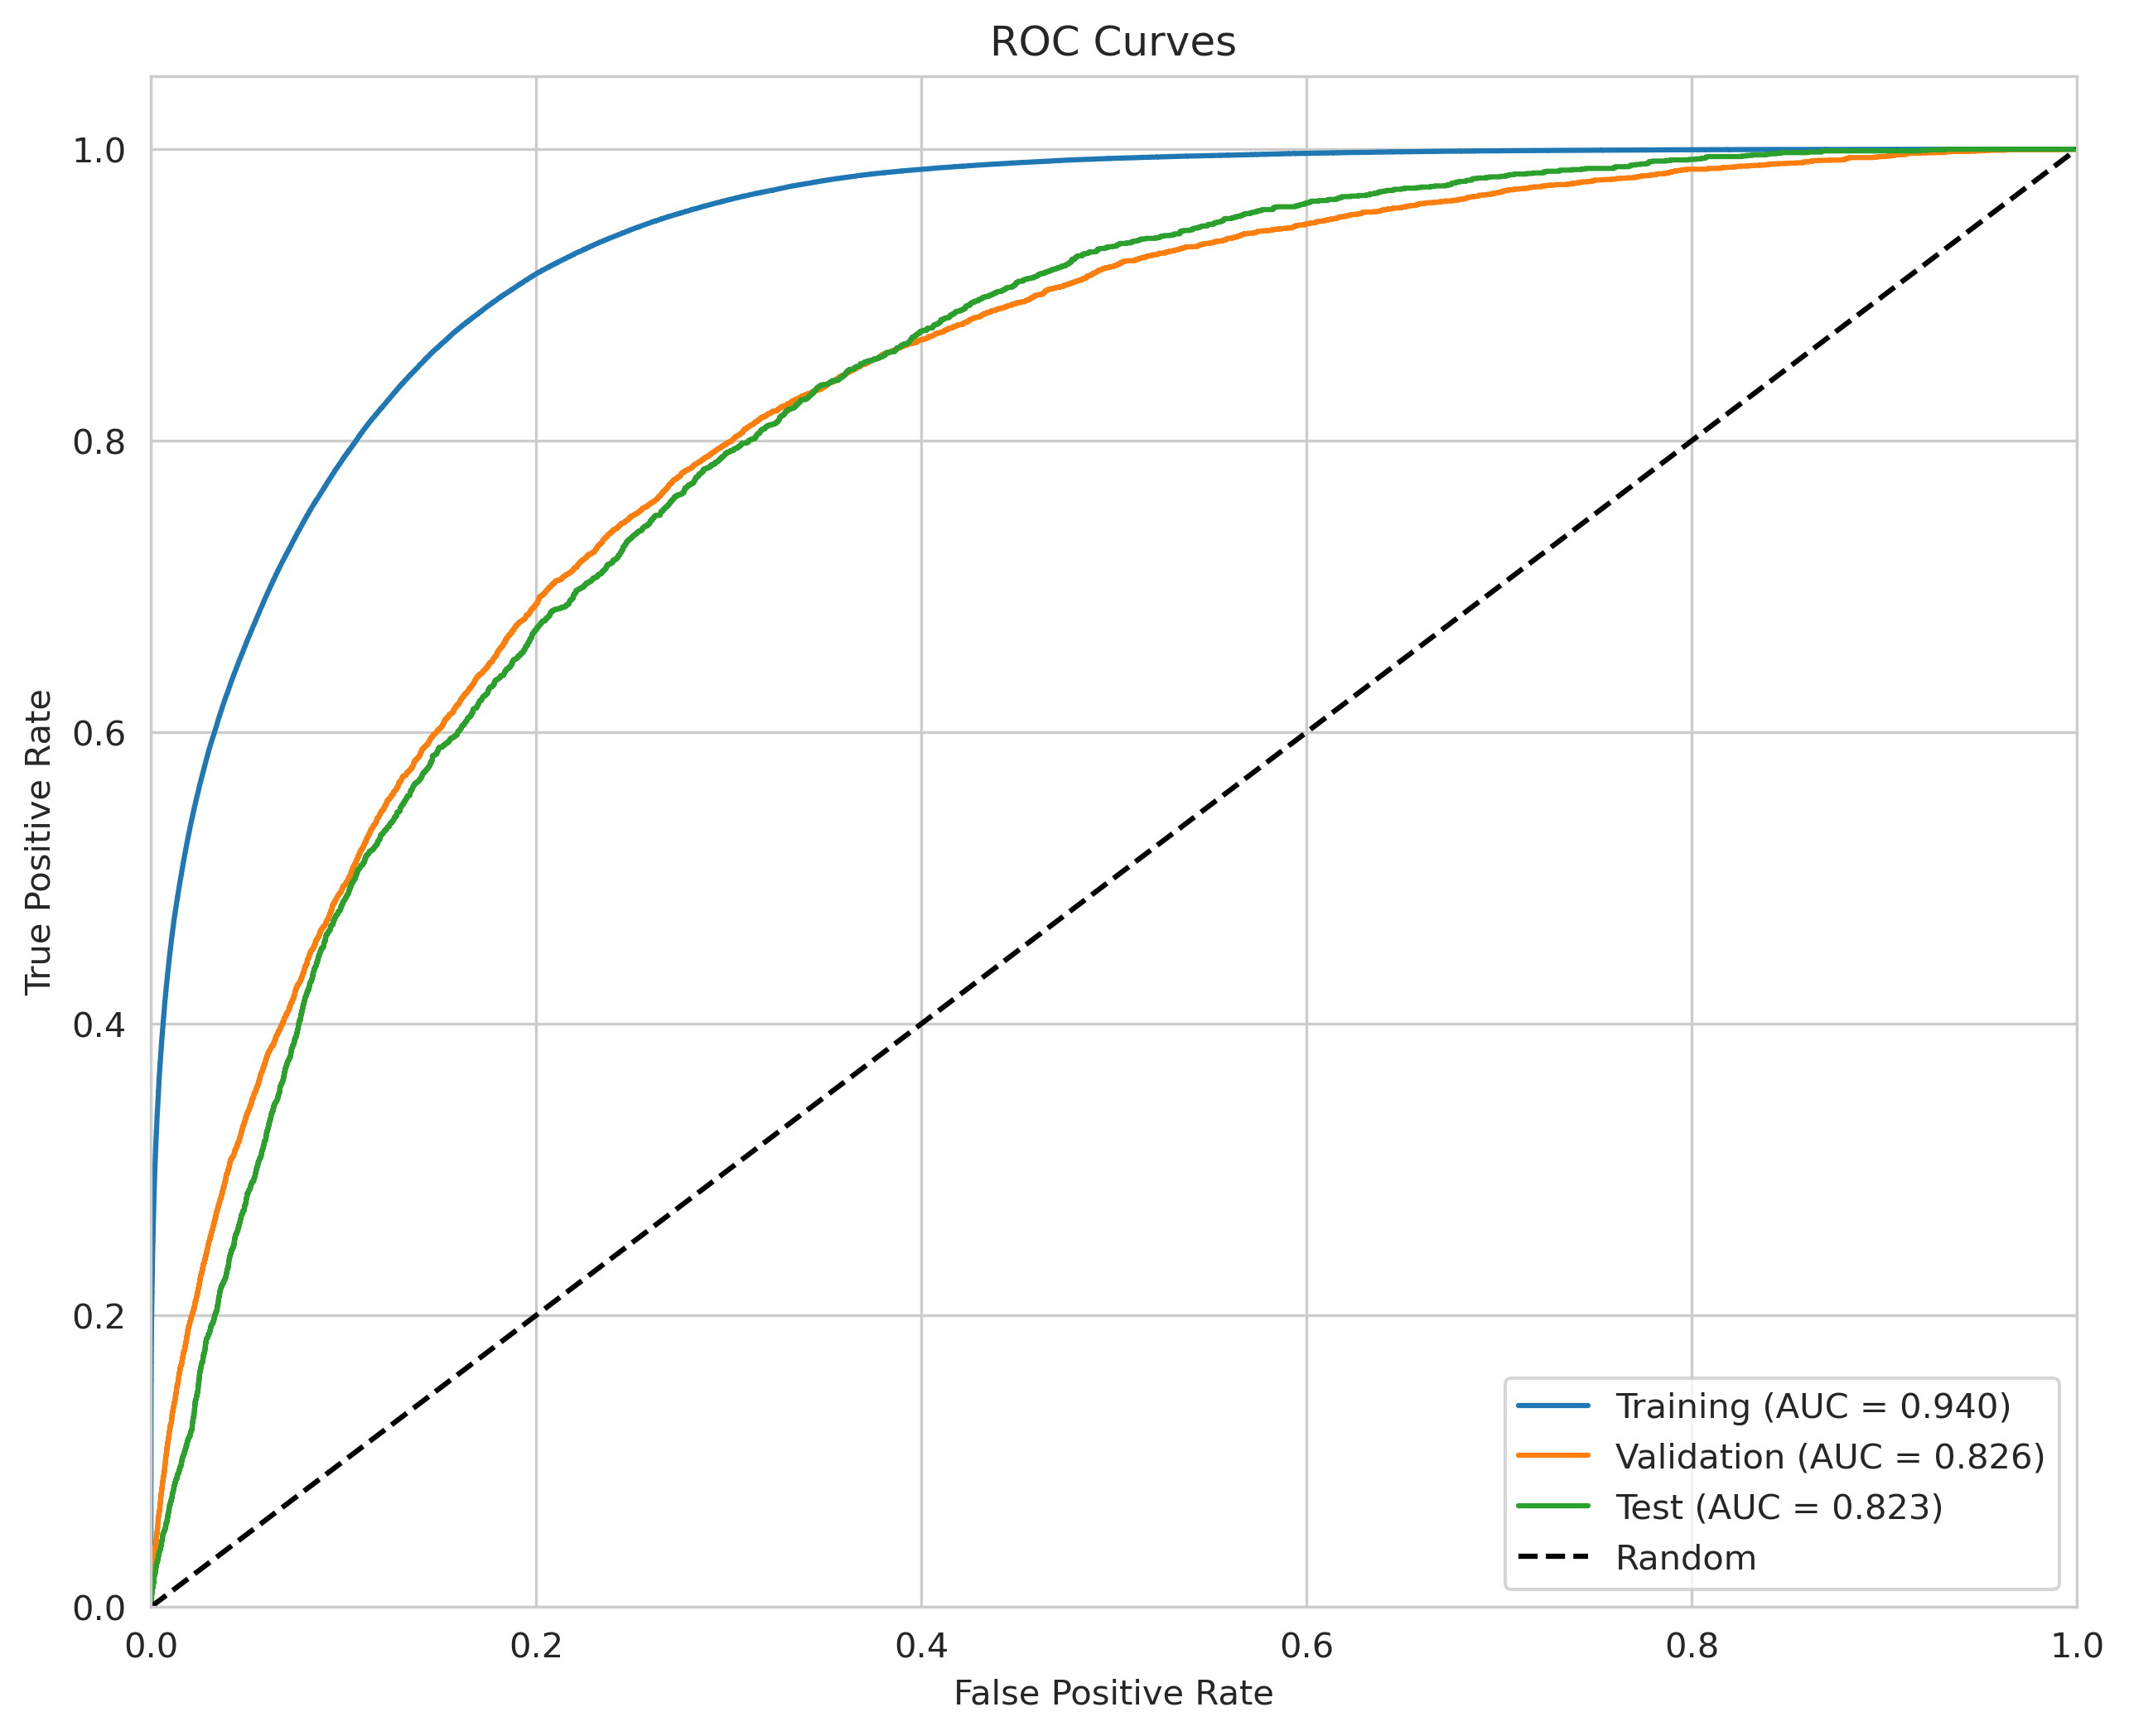 ROC Curves
True Positive Rate
1.0
0.8
0.6
0.4
0.2
0.0
0.0 0.2 0.4 0.6 0.8 1.0
False Positive Rate
Training (AUC = 0.940)
Validation (AUC = 0.826)
Test (AUC = 0.823)
Random